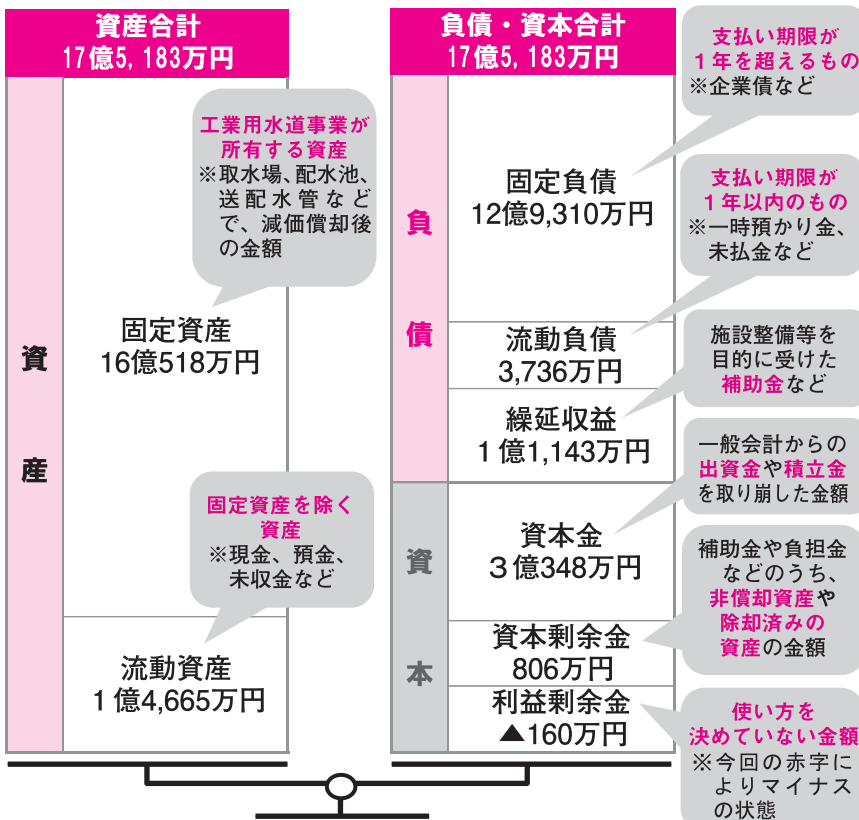 資産合計
17億5,183万円
資
産
工業用水道事業が
所有する資産
※取水場、配水池、
送配水管など
で、減価償却後
の金額
固定資産
16億518万円
固定資産を除く
資産
※現金、預金、
未収金など
流動資産
1億4,665万円
負債・資本合計
17億5,183万円
負
債
固定負債
12億9,310万円
支払い期限が
1年を超えるもの
※企業債など
流動負債
3,736万円
支払い期限が
1年以内のもの
※一時預かり金、
未払金など
繰延収益
1億1,143万円
施設整備等を
目的に受けた
補助金など
資
本
資本金
3億348万円
一般会計からの
出資金や積立金
を取り崩した金額
資本剰余金
806万円
補助金や負担金
などのうち、
非償却資産や
除却済みの
資産の金額
利益剰余金
▲160万円
使い方を
決めていない金額
※今回の赤字に
よりマイナス
の状態